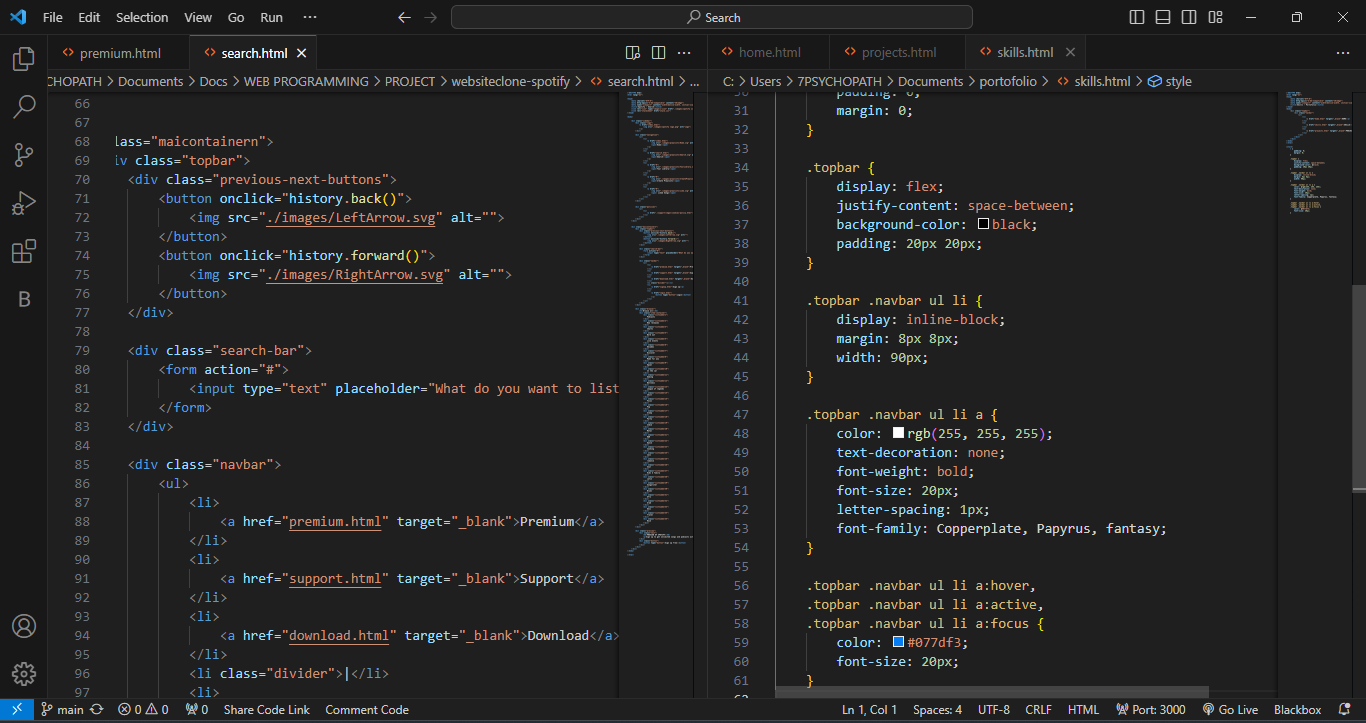 File Edit Selection View Go Run ··· Search
premium.html search.html
CHOPATH > Documents > Docs > WEB PROGRAMMING > PROJECT > websiteclone-spotify > search.html > ...
66
67
68 lass="maicontainern">
69 iv class="topbar">
70 <div class="previous-next-buttons">
71 <button onclick="history.back()">
72 <img src="./images/LeftArrow.svg" alt="">
73 </button>
74 <button onclick="history.forward()">
75 <img src="./images/RightArrow.svg" alt="">
76 </button>
77 </div>
78
79 <div class="search-bar">
80 <form action="#">
81 <input type="text" placeholder="What do you want to list
82 </form>
83 </div>
84
85 <div class="navbar">
86 <ul>
87 <li>
88 <a href="premium.html" target="_blank">Premium</a>
89 </li>
90 <li>
91 <a href="support.html" target="_blank">Support</a>
92 </li>
93 <li>
94 <a href="download.html" target="_blank">Download</a>
95 </li>
96 <li class="divider">|</li>
97 <li>
home.html projects.html skills.html
C: > Users > 7PSYCHOPATH > Documents > portofolio > skills.html > style
30 padding: 0;
31 margin: 0;
32 }
33
34 .topbar {
35 display: flex;
36 justify-content: space-between;
37 background-color: black;
38 padding: 20px 20px;
39 }
40
41 .topbar .navbar ul li {
42 display: inline-block;
43 margin: 8px 8px;
44 width: 90px;
45 }
46
47 .topbar .navbar ul li a {
48 color: rgb(255, 255, 255);
49 text-decoration: none;
50 font-weight: bold;
51 font-size: 20px;
52 letter-spacing: 1px;
53 font-family: Copperplate, Papyrus, fantasy;
54 }
55
56 .topbar .navbar ul li a:hover,
57 .topbar .navbar ul li a:active,
58 .topbar .navbar ul li a:focus {
59 color: #077df3;
60 font-size: 20px;
61 }
62
B
main 0 0 0 Share Code Link Comment Code Ln 1, Col 1 Spaces: 4 UTF-8 CRLF HTML Port: 3000 Go Live Blackbox